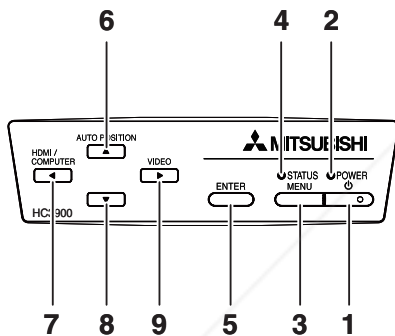 6 4 2
AUTO POSITION
MITSUBISHI
HDMI /
COMPUTER
VIDEO
ENTER
STATUS
MENU
POWER
HC3900
7 8 9 5 3 1